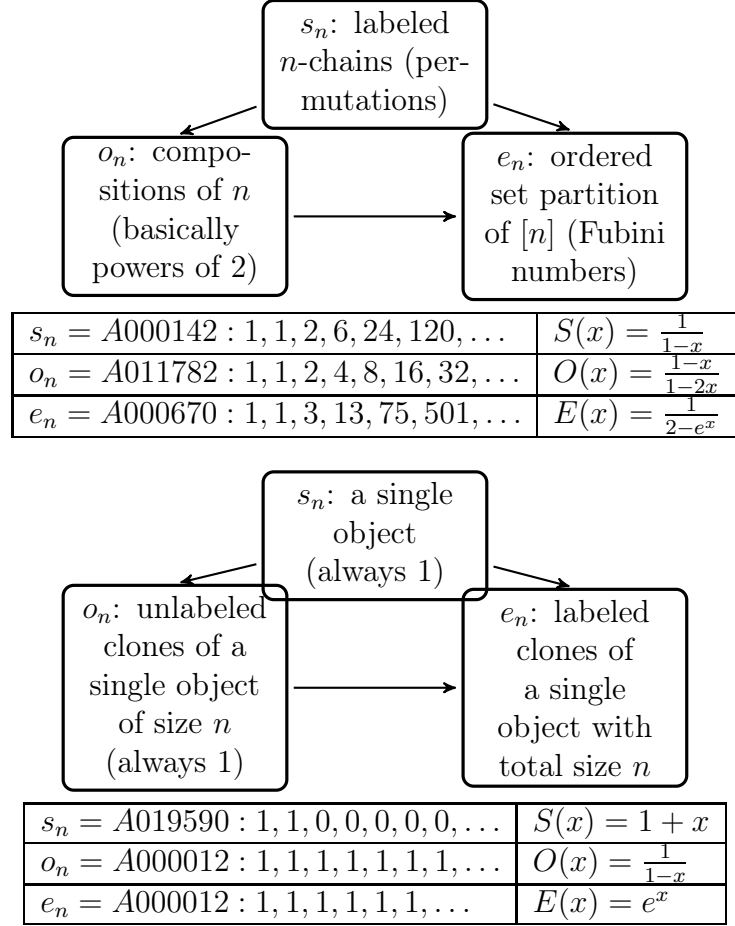 s_n: labeled
n-chains (per-
mutations)
o_n: compo-
sitions of n
(basically
powers of 2)
e_n: ordered
set partition
of [n] (Fubini
numbers)
s_n = A000142 : 1, 1, 2, 6, 24, 120, … S(x) = \frac{1}{1-x}
o_n = A011782 : 1, 1, 2, 4, 8, 16, 32, … O(x) = \frac{1-x}{1-2x}
e_n = A000670 : 1, 1, 3, 13, 75, 501, … E(x) = \frac{1}{2-e^x}
s_n: a single
object
(always 1)
o_n: unlabeled
clones of a
single object
of size n
(always 1)
e_n: labeled
clones of
a single
object with
total size n
s_n = A019590 : 1, 1, 0, 0, 0, 0, 0, … S(x) = 1 + x
o_n = A000012 : 1, 1, 1, 1, 1, 1, 1, … O(x) = \frac{1}{1-x}
e_n = A000012 : 1, 1, 1, 1, 1, 1, … E(x) = e^x